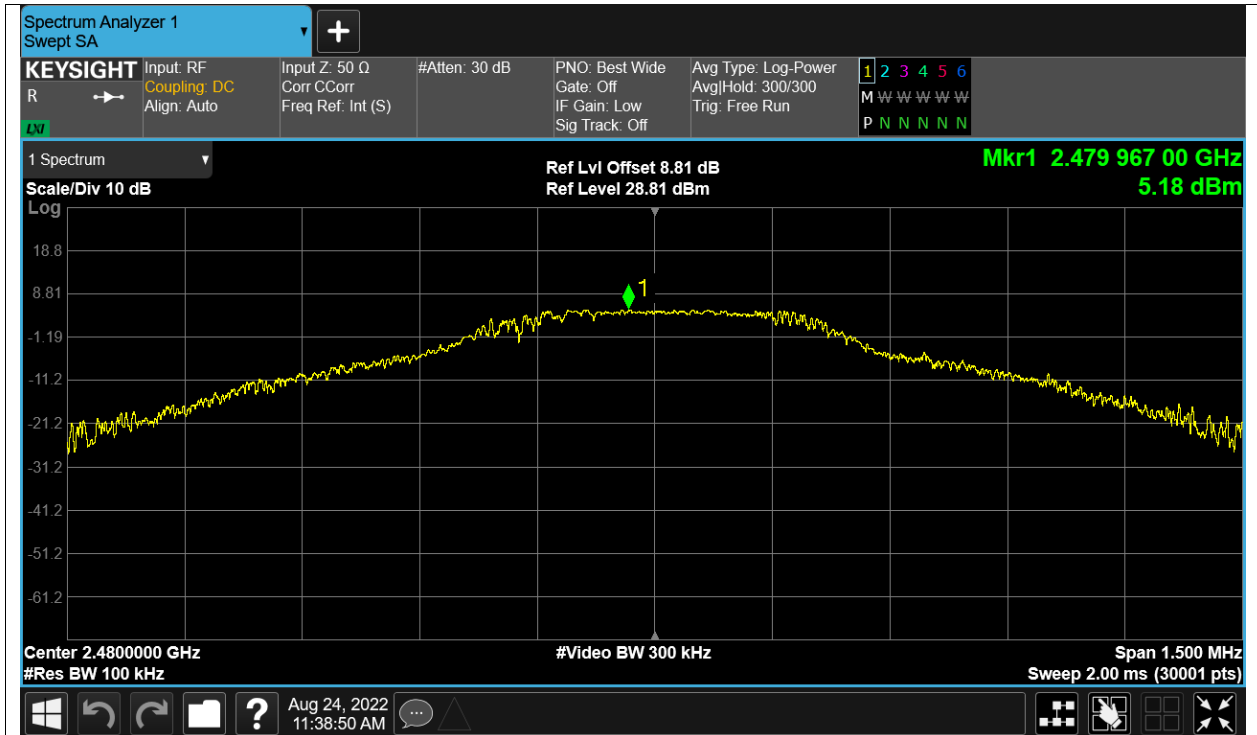 Spectrum Analyzer 1
Swept SA
+
KEYSIGHT
R
LXI
Input: RF
Coupling: DC
Align: Auto
Input Z: 50 Ω
Corr CCorr
Freq Ref: Int (S)
#Atten: 30 dB
PNO: Best Wide
Gate: Off
IF Gain: Low
Sig Track: Off
Avg Type: Log-Power
Avg|Hold: 300/300
Trig: Free Run
1 2 3 4 5 6
M W W W W W
P N N N N N N
1 Spectrum
Scale/Div 10 dB
Log
Ref Lvl Offset 8.81 dB
Ref Level 28.81 dBm
Mkr1 2.479 967 00 GHz
5.18 dBm
1
18.8
8.81
-1.19
-11.2
-21.2
-31.2
-41.2
-51.2
-61.2
Center 2.4800000 GHz
#Res BW 100 kHz
#Video BW 300 kHz
Span 1.500 MHz
Sweep 2.00 ms (30001 pts)
?
Aug 24, 2022
11:38:50 AM